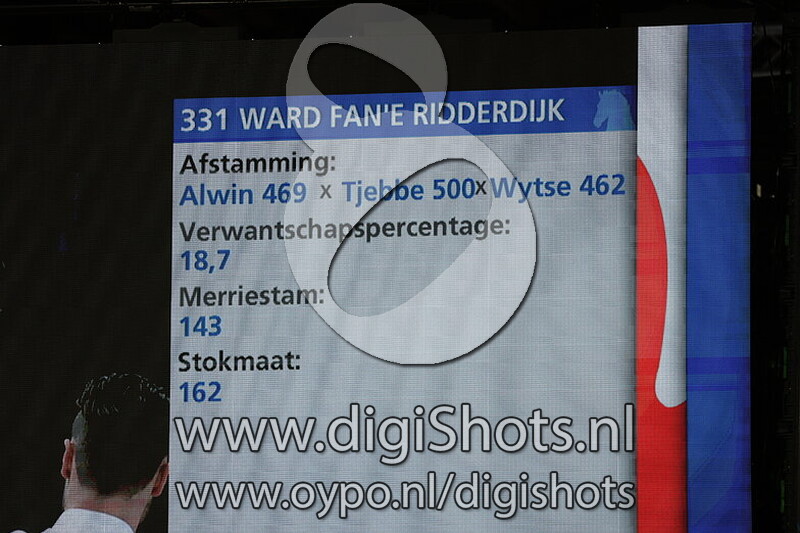 331 WARD FAN'E RIDDERDIJK
Afstamming:
Alwin 469 x Tjebbe 500 x Wytse 462
Verwantschapspercentage:
18,7
Merriestam:
143
Stokmaat:
162
www.digiShots.nl
www.oypo.nl/digishots